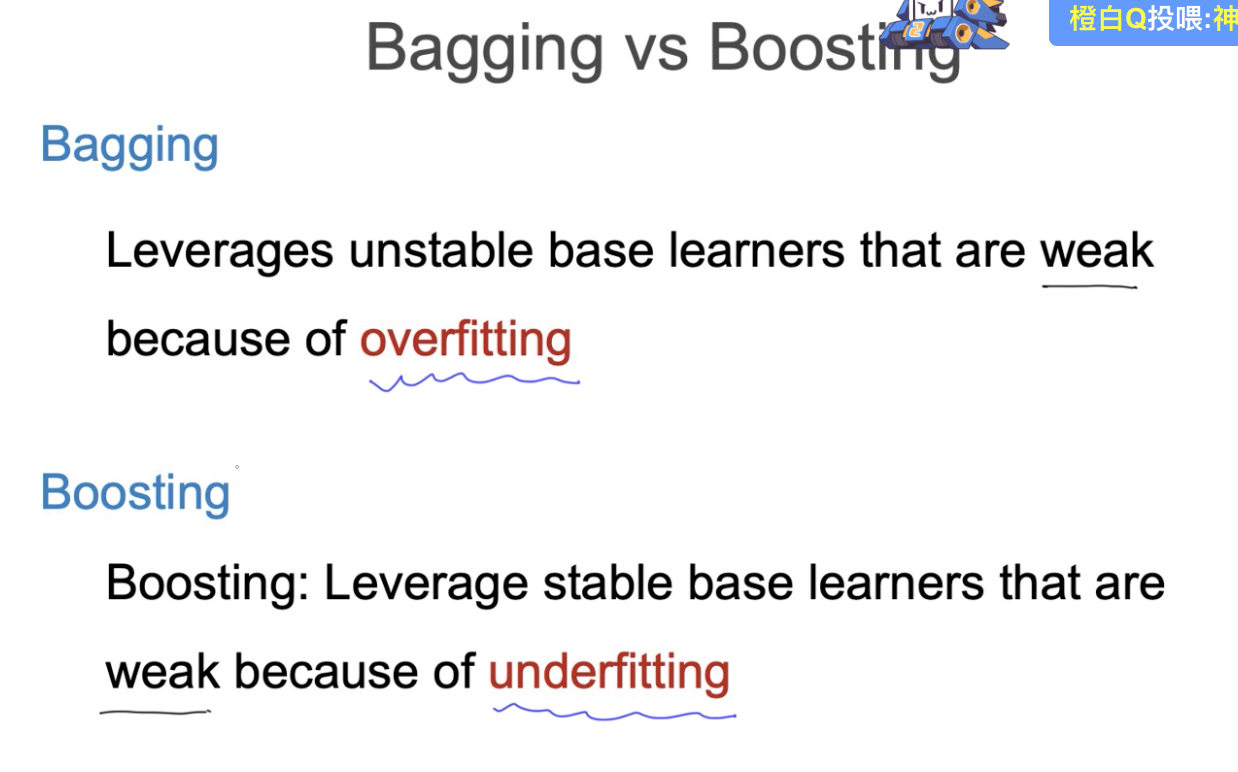 橙白Q投喂:神
Bagging vs Boosting
Bagging
Leverages unstable base learners that are weak
because of overfitting
Boosting
Boosting: Leverage stable base learners that are
weak because of underfitting